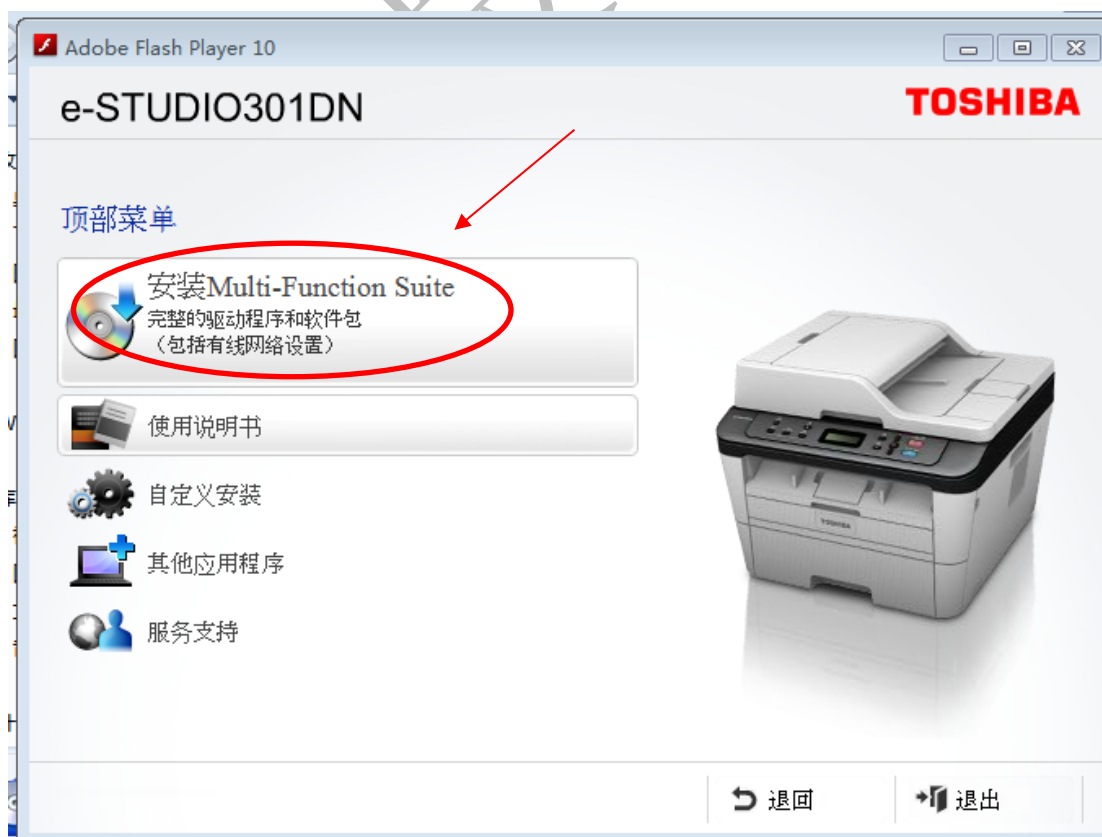 Adobe Flash Player 10
e-STUDIO301DN
TOSHIBA
顶部菜单
安装Multi-Function Suite
完整的驱动程序和软件包
（包括有线网络设置）
使用说明书
自定义安装
其他应用程序
服务支持
TOSHIBA
退回
退出